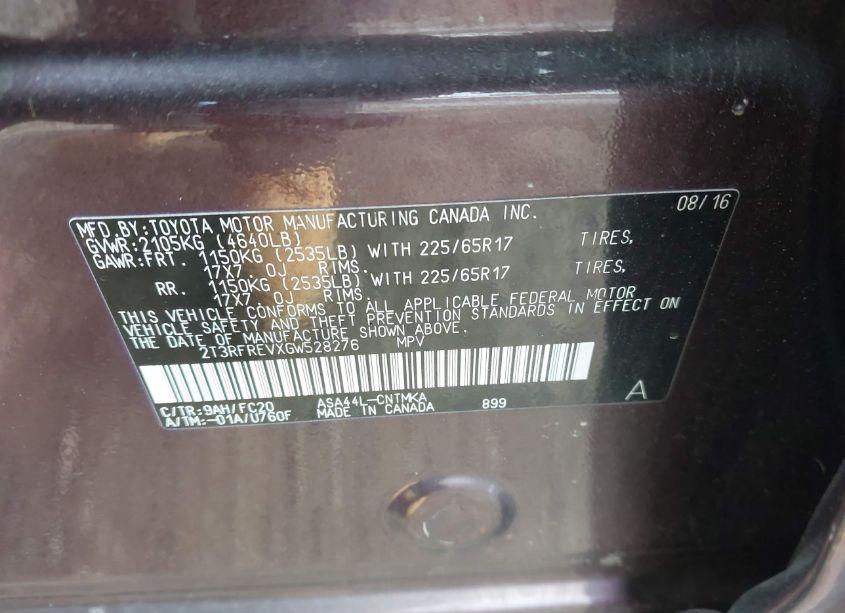 MFD.BY:TOYOTA MOTOR MANUFACTURING CANADA INC. 08/16
GVWR:2105KG (4640LB)
GAWR:FRT. 1150KG (2535LB) WITH 225/65R17 TIRES,
17X7 OJ RIMS.
RR. 1150KG (2535LB) WITH 225/65R17 TIRES,
17X7 OJ RIMS.
THIS VEHICLE CONFORMS TO ALL APPLICABLE FEDERAL MOTOR
VEHICLE SAFETY AND THEFT PREVENTION STANDARDS IN EFFECT ON
THE DATE OF MANUFACTURE SHOWN ABOVE.
2T3RFREVXGW528276 MPV
C/TR:9AH/FC20 ASA44L-CNTMKA A
A/TM:-01A/U760F MADE IN CANADA 899